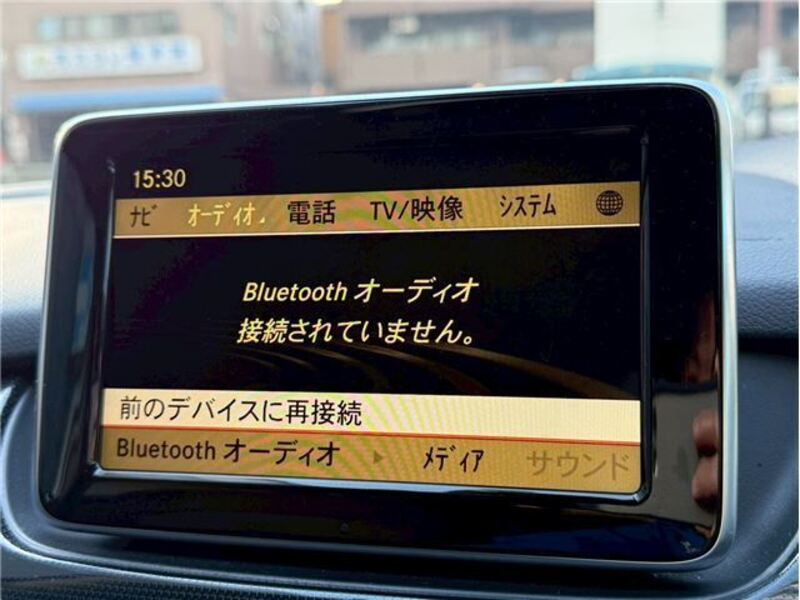 15:30
ナビ オーディオ 電話 TV/映像 システム
Bluetooth オーディオ
接続されていません。
前のデバイスに再接続
Bluetooth オーディオ ▶ メディア サウンド